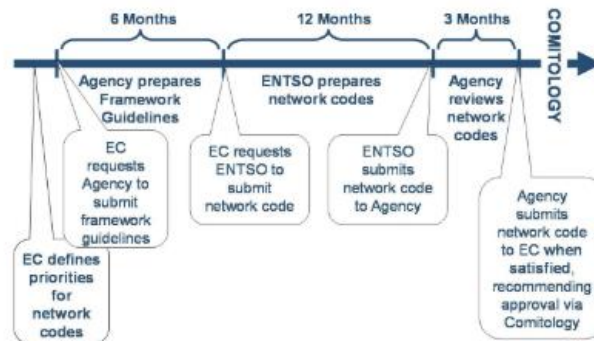 6 Months
12 Months
3 Months
COMITOLOGY
Agency prepares
Framework
Guidelines
ENTSO prepares
network codes
Agency
reviews
network
codes
EC
requests
Agency to
submit
framework
guidelines
EC requests
ENTSO to
submit
network code
ENTSO
submits
network code
to Agency
Agency
submits
network code
to EC when
satisfied,
recommending
approval via
Comitology
EC defines
priorities
for
network
codes